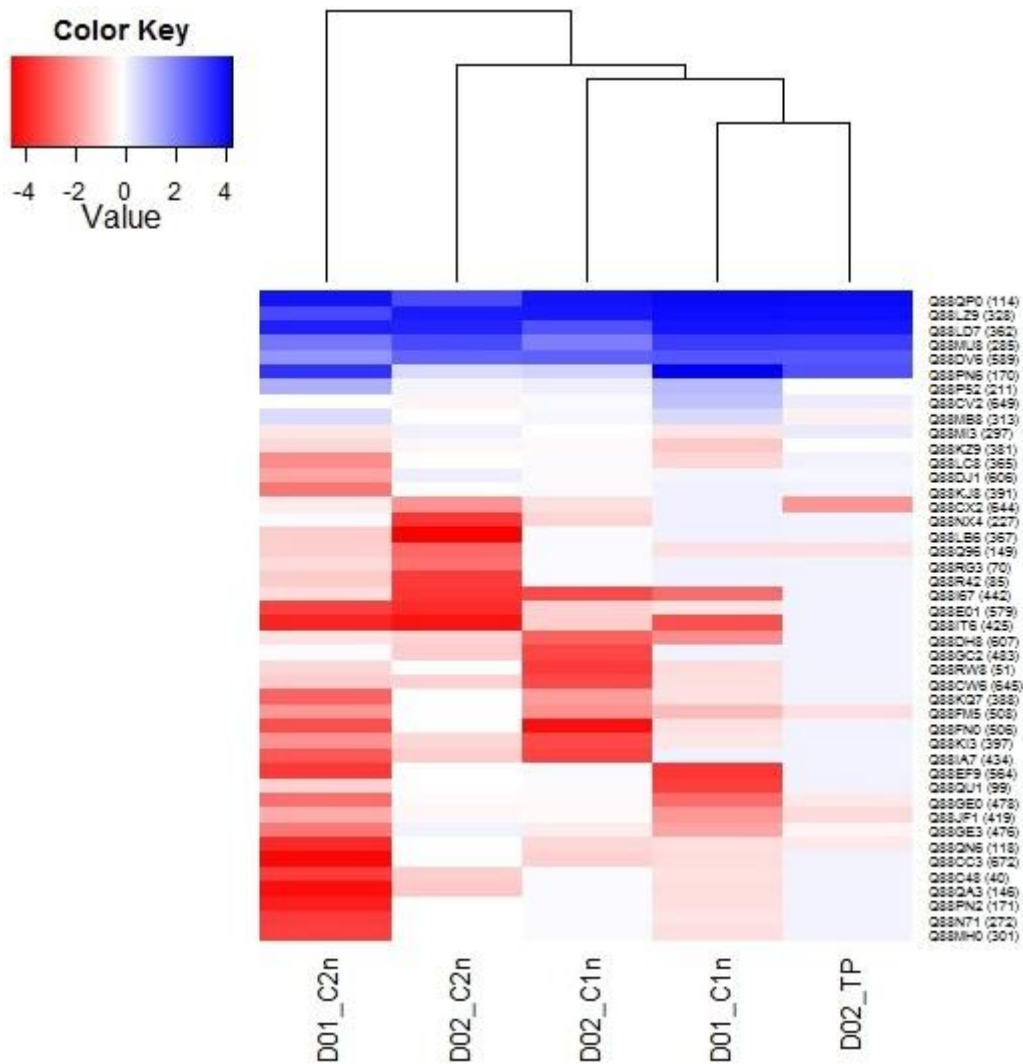 Color Key
-4 -2 0 2 4
Value
Q88QP0 (114)
Q88LZ9 (328)
Q88LD7 (362)
Q88MU8 (285)
Q88DV6 (589)
Q88PN6 (170)
Q88P52 (211)
Q88CV2 (649)
Q88MB8 (313)
Q88MI3 (297)
Q88KZ9 (381)
Q88LC8 (365)
Q88DJ1 (606)
Q88KJ8 (391)
Q88CX2 (644)
Q88NX4 (227)
Q88LB6 (367)
Q88Q96 (149)
Q88RG3 (70)
Q88R42 (85)
Q88I67 (442)
Q88E01 (579)
Q88IT6 (425)
Q88DH8 (607)
Q88GC2 (483)
Q88RW8 (51)
Q88CW6 (645)
Q88KQ7 (388)
Q88FM5 (508)
Q88FN0 (506)
Q88KI3 (397)
Q88IA7 (434)
Q88EF9 (564)
Q88QU1 (99)
Q88GE0 (478)
Q88JF1 (419)
Q88GE3 (476)
Q88QN6 (118)
Q88CC3 (672)
Q88C48 (40)
Q88QA3 (146)
Q88PN2 (171)
Q88N71 (272)
Q88MH0 (301)
D01_C2n
D02_C2n
D02_C1n
D01_C1n
D02_TP